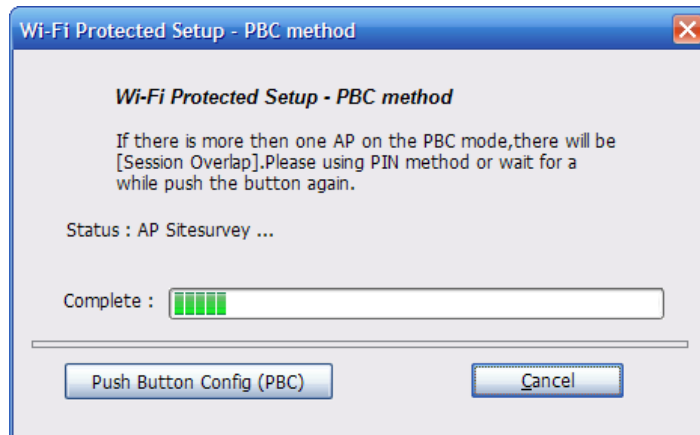 Wi-Fi Protected Setup - PBC method
Wi-Fi Protected Setup - PBC method
If there is more then one AP on the PBC mode,there will be
[Session Overlap].Please using PIN method or wait for a
while push the button again.
Status : AP Sitesurvey ...
Complete :
Push Button Config (PBC)
Cancel